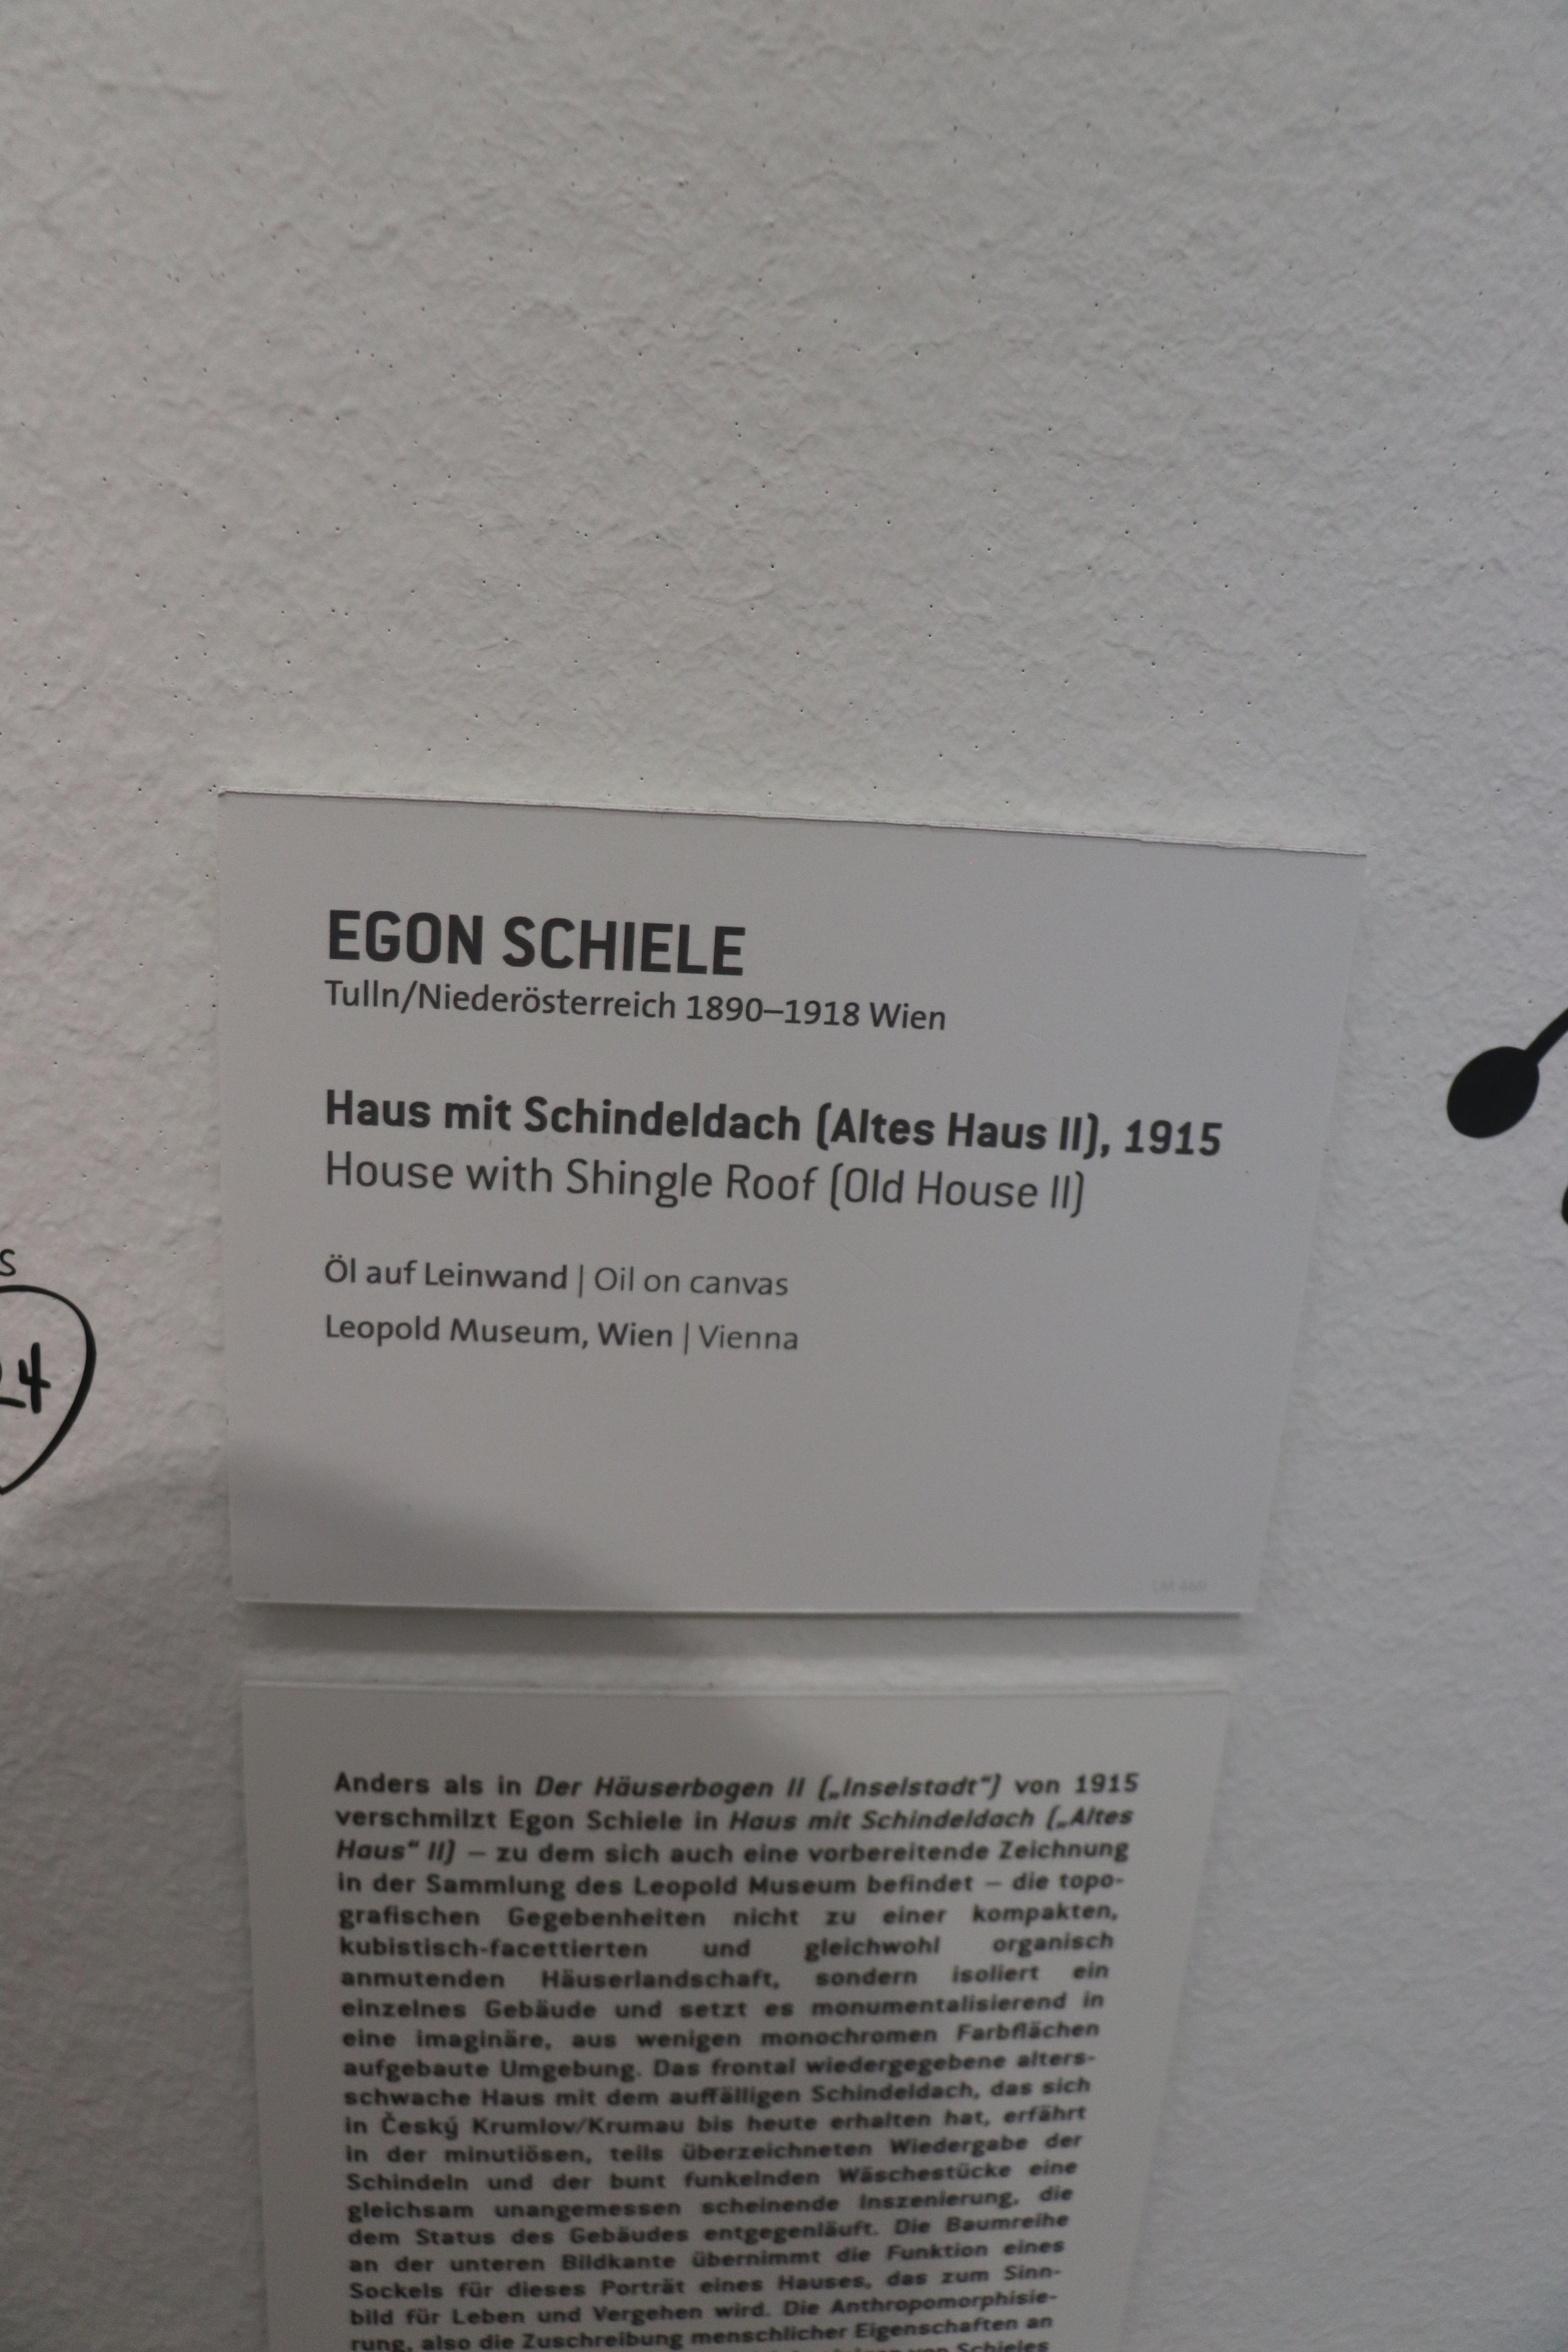 EGON SCHIELE
Tulln/Niederösterreich 1890–1918 Wien
Haus mit Schindeldach (Altes Haus II), 1915
House with Shingle Roof (Old House II)
Öl auf Leinwand | Oil on canvas
Leopold Museum, Wien | Vienna
s
24
Anders als in Der Häuserbogen II („Inselstadt“) von 1915
verschmilzt Egon Schiele in Haus mit Schindeldach („Altes
Haus“ II) – zu dem sich auch eine vorbereitende Zeichnung
in der Sammlung des Leopold Museum befindet – die topo-
grafischen Gegebenheiten nicht zu einer kompakten,
kubistisch-facettierten und gleichwohl organisch
anmutenden Häuserlandschaft, sondern isoliert ein
einzelnes Gebäude und setzt es monumentalisierend in
eine imaginäre, aus wenigen monochromen Farbflächen
aufgebaute Umgebung. Das frontal wiedergegebene alters-
schwache Haus mit dem auffälligen Schindeldach, das sich
in Český Krumlov/Krumau bis heute erhalten hat, erfährt
in der minutiösen, teils überzeichneten Wiedergabe der
Schindeln und der bunt funkelnden Wäschestücke eine
gleichsam unangemessen scheinende Inszenierung, die
dem Status des Gebäudes entgegenläuft. Die Baumreihe
an der unteren Bildkante übernimmt die Funktion eines
Sockels für dieses Porträt eines Hauses, das zum Sinn-
bild für Leben und Vergehen wird. Die Anthropomorphisie-
rung, also die Zuschreibung menschlicher Eigenschaften an
von Schieles